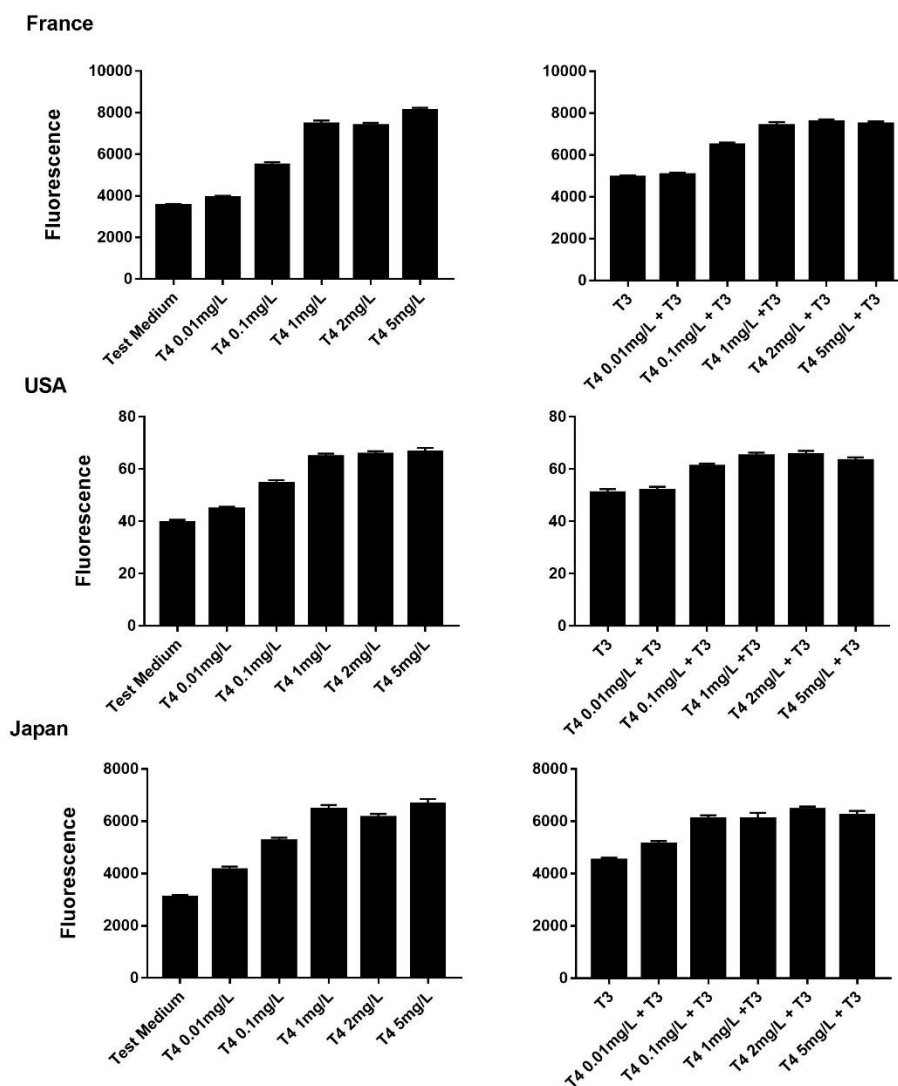 France
10000
8000
6000
4000
2000
0
Fluorescence
Test Medium
T4 0.01mg/L
T4 0.1mg/L
T4 1mg/L
T4 2mg/L
T4 5mg/L
10000
8000
6000
4000
2000
0
T3
T4 0.01mg/L + T3
T4 0.1mg/L + T3
T4 1mg/L +T3
T4 2mg/L + T3
T4 5mg/L + T3
USA
80
60
40
20
0
Fluorescence
Test Medium
T4 0.01mg/L
T4 0.1mg/L
T4 1mg/L
T4 2mg/L
T4 5mg/L
80
60
40
20
0
T3
T4 0.01mg/L + T3
T4 0.1mg/L + T3
T4 1mg/L +T3
T4 2mg/L + T3
T4 5mg/L + T3
Japan
8000
6000
4000
2000
0
Fluorescence
Test Medium
T4 0.01mg/L
T4 0.1mg/L
T4 1mg/L
T4 2mg/L
T4 5mg/L
8000
6000
4000
2000
0
T3
T4 0.01mg/L + T3
T4 0.1mg/L + T3
T4 1mg/L +T3
T4 2mg/L + T3
T4 5mg/L + T3